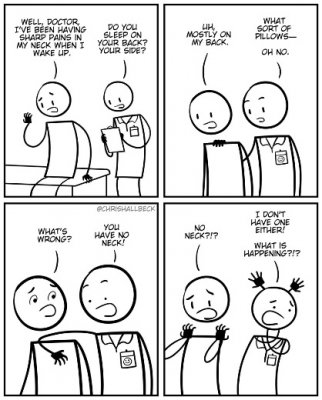 WELL, DOCTOR,
I'VE BEEN HAVING
SHARP PAINS IN
MY NECK WHEN I
WAKE UP.
DO YOU
SLEEP ON
YOUR BACK?
YOUR SIDE?
UH,
MOSTLY ON
MY BACK.
WHAT
SORT OF
PILLOWS—
OH NO.
@CHRISHALLBECK
WHAT'S
WRONG?
YOU
HAVE NO
NECK!
NO
NECK?!?
I DON'T
HAVE ONE
EITHER!
WHAT IS
HAPPENING?!?